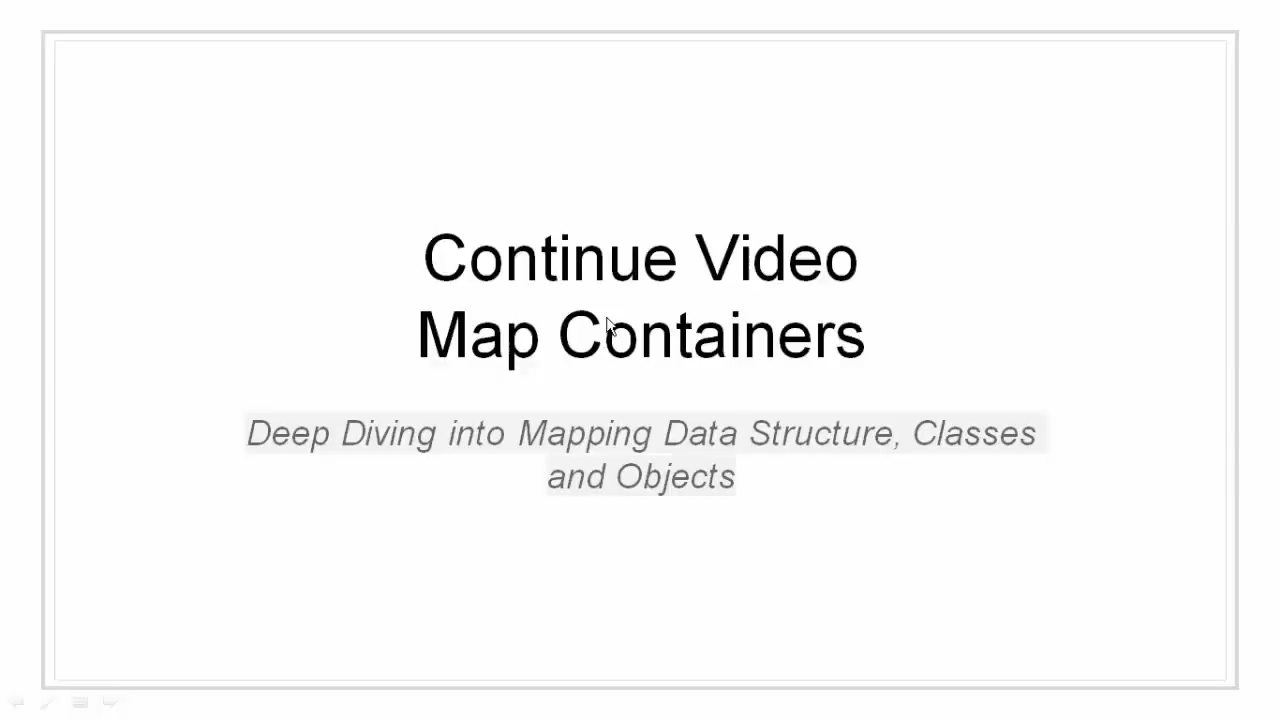 Continue Video
Map Containers
Deep Diving into Mapping Data Structure, Classes
and Objects